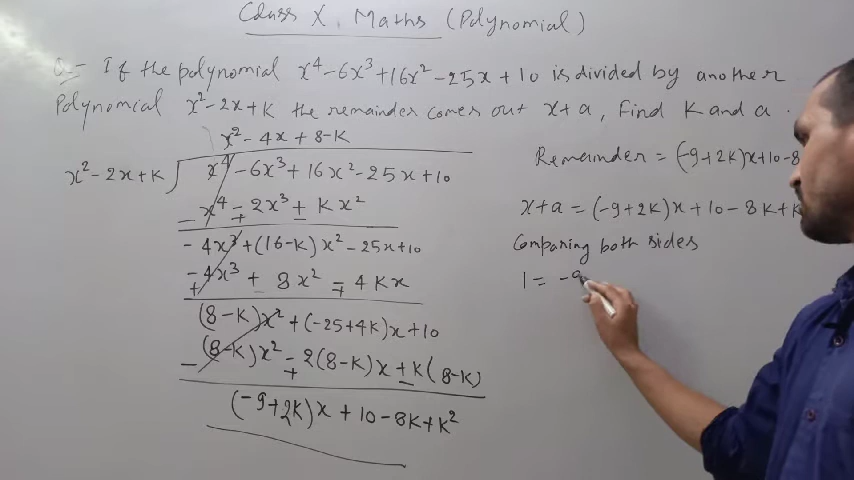 Class X Maths (Polynomial)
Q:- If the polynomial x⁴-6x³+16x²-25x+10 is divided by another
Polynomial x²-2x+K the remainder comes out x+a, Find K and a.
x²-4x+8-K
x²-2x+K ) x⁴-6x³+16x²-25x+10
x⁴-2x³+Kx²
- + -
-4x³+(16-K)x²-25x+10
-4x³+8x²-4Kx
+ - +
(8-K)x²+(-25+4K)x+10
(8-K)x²-2(8-K)x+K(8-K)
- + -
(-9+2K)x+10-8K+K²
Remainder = (-9+2K)x+10-8
x+a=(-9+2K)x+10-8K+K
Comparing both sides
1= -9